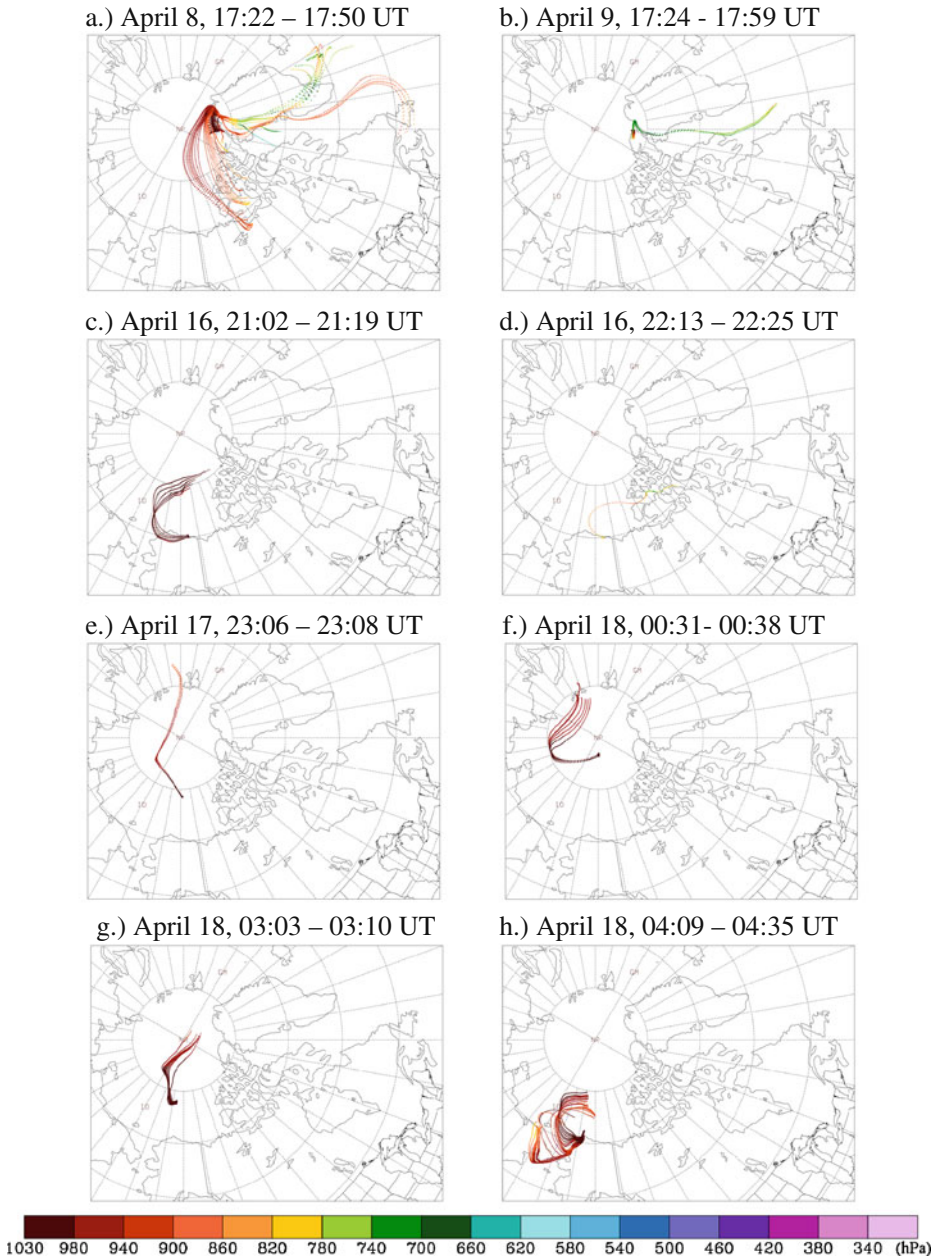 a.) April 8, 17:22 – 17:50 UT
b.) April 9, 17:24 - 17:59 UT
c.) April 16, 21:02 – 21:19 UT
d.) April 16, 22:13 – 22:25 UT
e.) April 17, 23:06 – 23:08 UT
f.) April 18, 00:31- 00:38 UT
g.) April 18, 03:03 – 03:10 UT
h.) April 18, 04:09 – 04:35 UT
1030 980 940 900 860 820 780 740 700 660 620 580 540 500 460 420 380 340 (hPa)